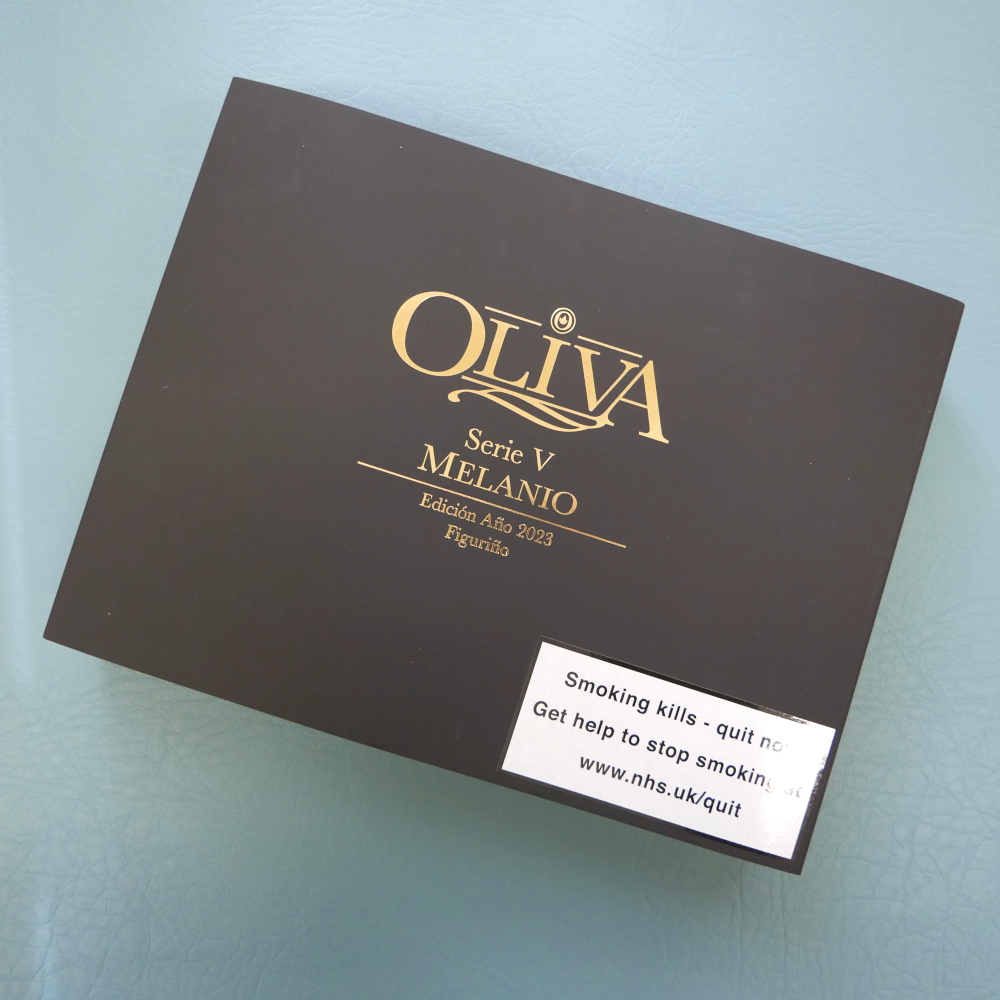 OLIVA
Serie V
MELANIO
Edición Año 2023
Figuriño
Smoking kills - quit
Get help to stop smoking at
www.nhs.uk/quit